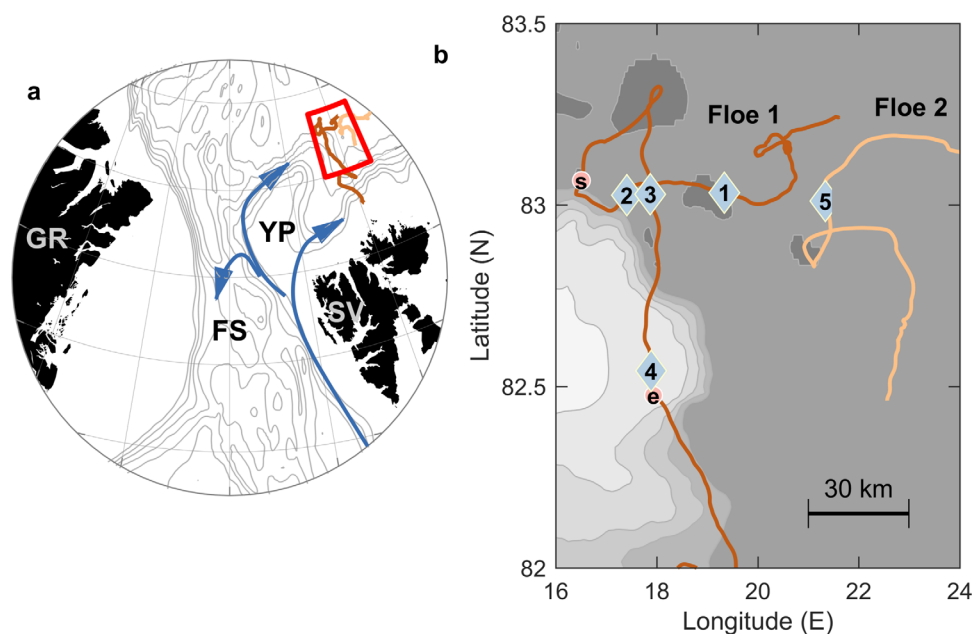 a
GR
YP
FS
SV
b
83.5
83
82.5
82
Latitude (N)
Floe 1
Floe 2
s
2
3
1
5
4
e
30 km
16
18
20
22
24
Longitude (E)